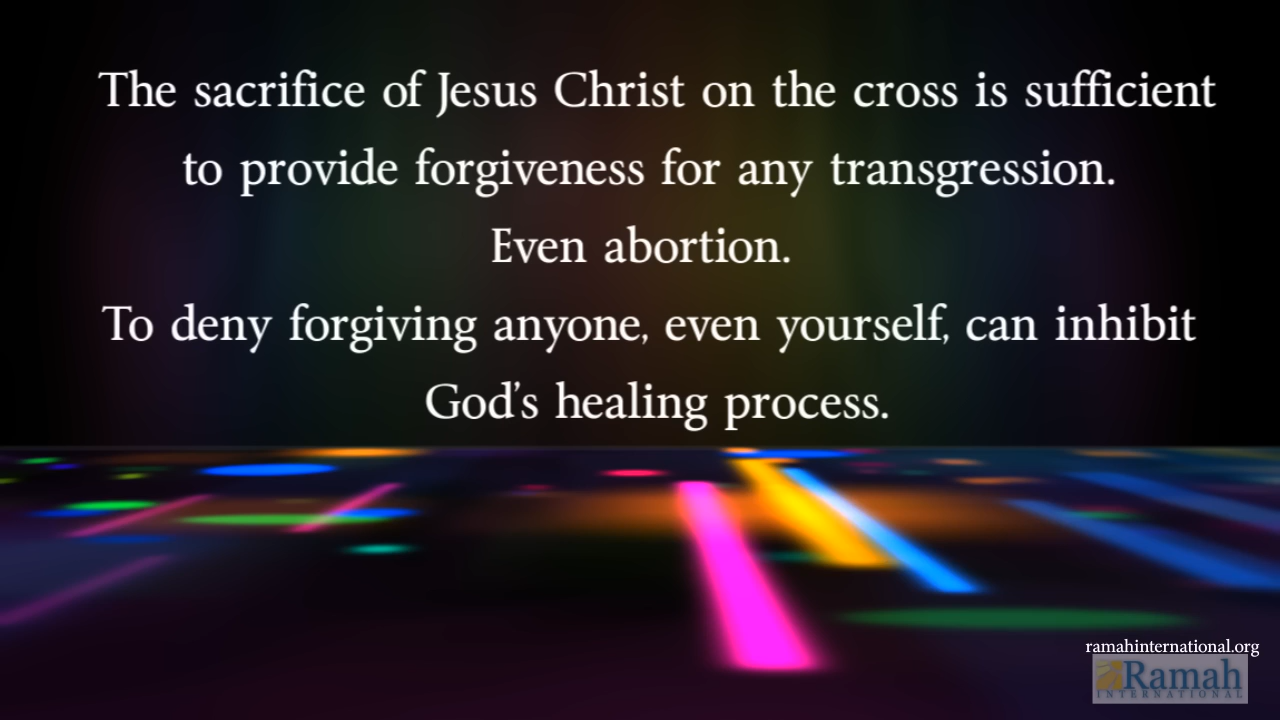 The sacrifice of Jesus Christ on the cross is sufficient
to provide forgiveness for any transgression.
Even abortion.
To deny forgiving anyone, even yourself, can inhibit
God's healing process.
ramahinternational.org
Ramah
INTERNATIONAL